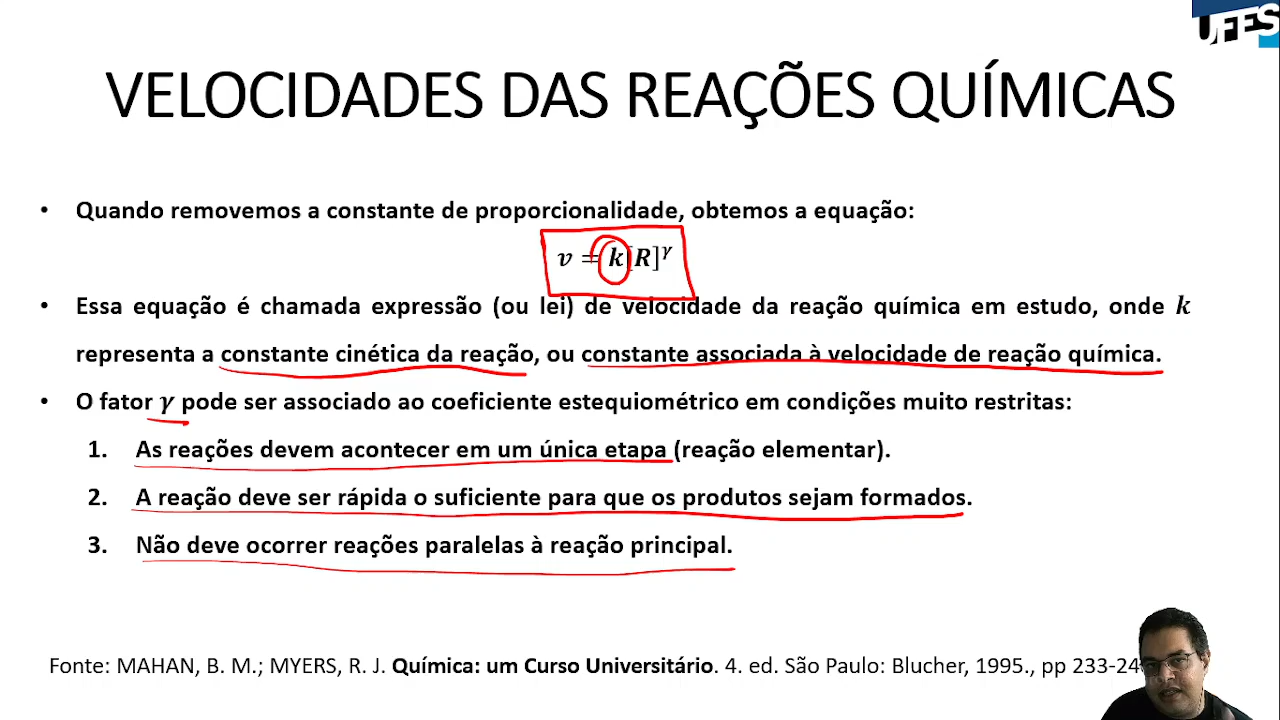 UFES
VELOCIDADES DAS REAÇÕES QUÍMICAS
• Quando removemos a constante de proporcionalidade, obtemos a equação:
v = k[R]^γ
• Essa equação é chamada expressão (ou lei) de velocidade da reação química em estudo, onde k
representa a constante cinética da reação, ou constante associada à velocidade de reação química.
• O fator γ pode ser associado ao coeficiente estequiométrico em condições muito restritas:
1. As reações devem acontecer em um única etapa (reação elementar).
2. A reação deve ser rápida o suficiente para que os produtos sejam formados.
3. Não deve ocorrer reações paralelas à reação principal.
Fonte: MAHAN, B. M.; MYERS, R. J. Química: um Curso Universitário. 4. ed. São Paulo: Blucher, 1995., pp